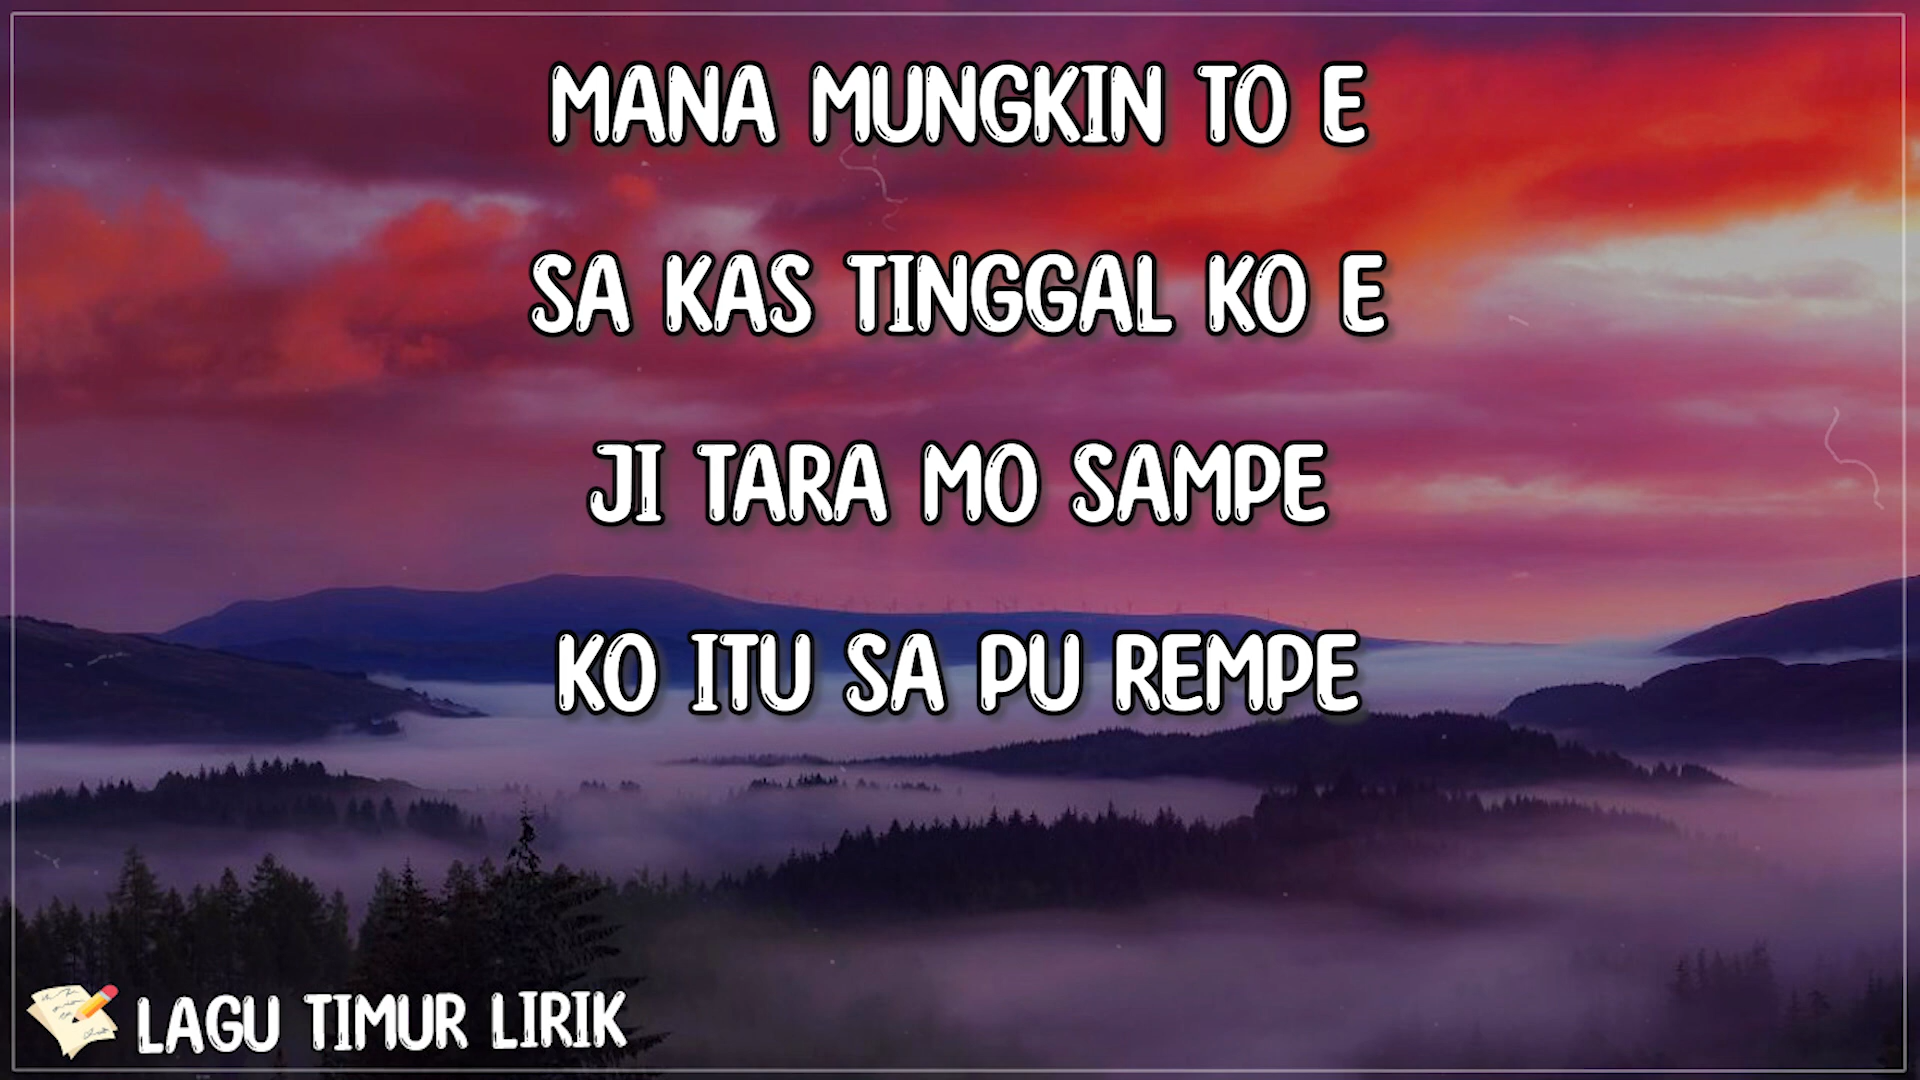 MANA MUNGKIN TO E
SA KAS TINGGAL KO E
JI TARA MO SAMPE
KO ITU SA PU REMPE
LAGU TIMUR LIRIK